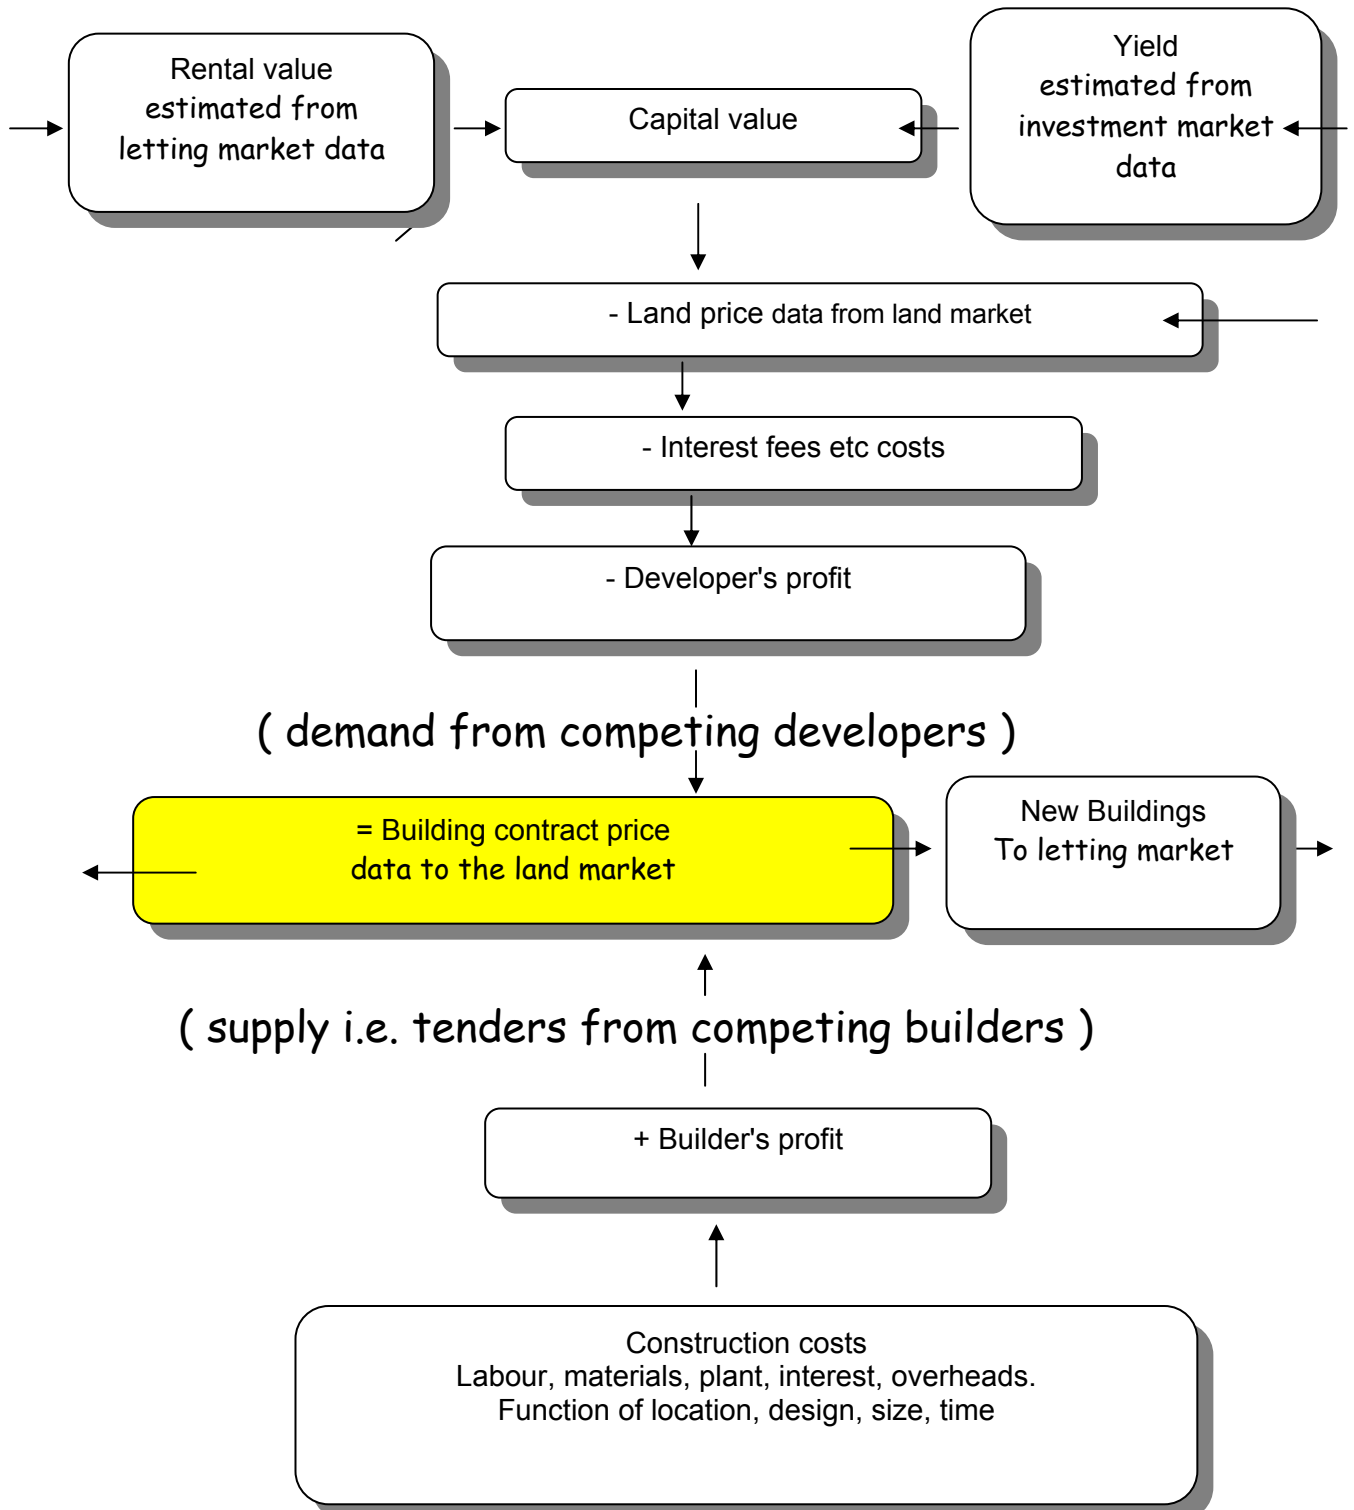 Rental value
estimated from
letting market data
Capital value
Yield
estimated from
investment market
data
- Land price data from land market
- Interest fees etc costs
- Developer's profit
( demand from competing developers )
= Building contract price
data to the land market
New Buildings
To letting market
( supply i.e. tenders from competing builders )
+ Builder's profit
Construction costs
Labour, materials, plant, interest, overheads.
Function of location, design, size, time